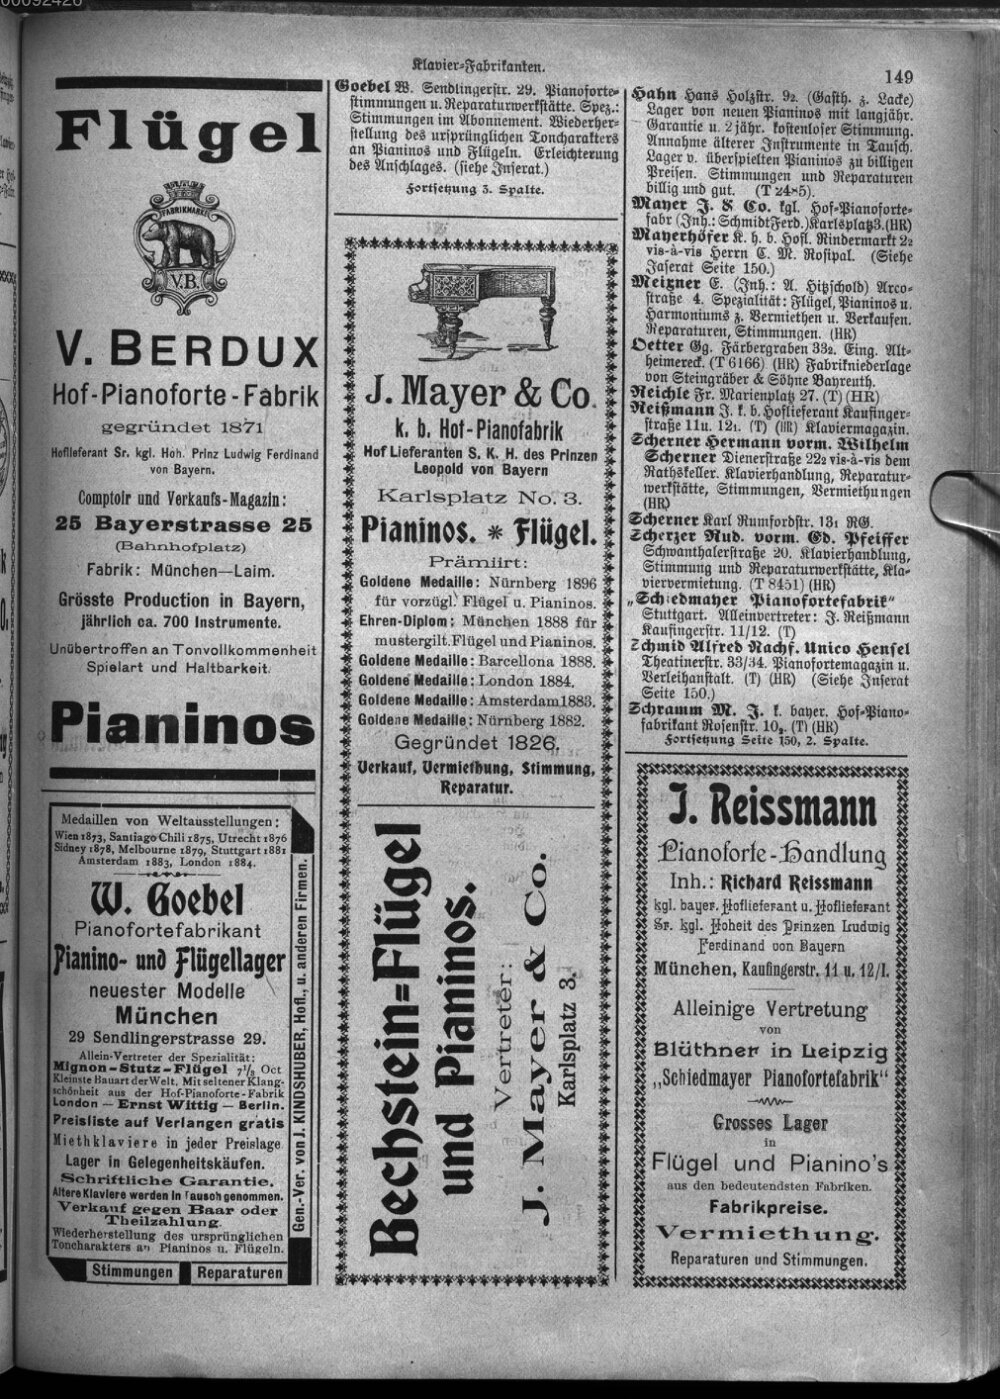 Klavier-Fabrikanten.
149
Flügel
FABRIKMARKE
V.B.
V. BERDUX
Hof-Pianoforte-Fabrik
gegründet 1871
Hoflieferant Sr. kgl. Hoh. Prinz Ludwig Ferdinand
von Bayern.
Comptoir und Verkaufs-Magazin:
25 Bayerstrasse 25
(Bahnhofplatz)
Fabrik: München—Laim.
Grösste Production in Bayern,
jährlich ca. 700 Instrumente.
Unübertroffen an Tonvollkommenheit
Spielart und Haltbarkeit.
Pianinos
Medaillen von Weltausstellungen:
Wien 1873, Santiago Chili 1875, Utrecht 1876
Sidney 1878, Melbourne 1879, Stuttgart 1881
Amsterdam 1883, London 1884.
W. Goebel
Pianofortefabrikant
Pianino- und Flügellager
neuester Modelle
München
29 Sendlingerstrasse 29.
Allein-Vertreter der Spezialität:
Mignon-Stutz-Flügel 7⅓ Oct
Kleinste Bauart der Welt, Mit seltener Klang-
schönheit aus der Hof-Pianoforte-Fabrik
London — Ernst Wittig — Berlin.
Preisliste auf Verlangen gratis
Miethklaviere in jeder Preislage
Lager in Gelegenheitskäufen.
Schriftliche Garantie.
Ältere Klaviere werden in Tausch genommen.
Verkauf gegen Baar oder
Theilzahlung.
Wiederherstellung des ursprünglichen
Toncharakters an Pianinos u. Flügeln.
Stimmungen Reparaturen
Gen.-Ver. von J. KINDSHUBER, Hofl., u. anderen Firmen.
Goebel W. Sendlingerstr. 29. Pianoforte-
stimmungen u. Reparaturwerkstätte. Spez.:
Stimmungen im Abonnement. Wiederher-
stellung des ursprünglichen Toncharakters
an Pianinos und Flügeln. Erleichterung
des Anschlages. (siehe Inserat.)
Fortsetzung 3. Spalte.
J. Mayer & Co.
k. b. Hof-Pianofabrik
Hof Lieferanten S. K. H. des Prinzen
Leopold von Bayern
Karlsplatz No. 3.
Pianinos. * Flügel.
Prämiirt:
Goldene Medaille: Nürnberg 1896
für vorzügl. Flügel u. Pianinos.
Ehren-Diplom: München 1888 für
mustergilt. Flügel und Pianinos.
Goldene Medaille: Barcellona 1888.
Goldene Medaille: London 1884.
Goldene Medaille: Amsterdam 1883.
Goldene Medaille: Nürnberg 1882.
Gegründet 1826.
Verkauf, Vermiethung, Stimmung,
Reparatur.
Bechstein-Flügel
und Pianinos.
Vertreter:
J. Mayer & Co.
Karlsplatz 3.
Hahn Hans Holzstr. 9₂. (Gasth. z. Lacke)
Lager von neuen Pianinos mit langjähr.
Garantie u. 2jähr. kostenloser Stimmung.
Annahme älterer Instrumente in Tausch.
Lager v. überspielten Pianinos zu billigen
Preisen. Stimmungen und Reparaturen
billig und gut. (T 24×5).
Mayer J. & Co. kgl. Hof-Pianoforte-
fabr (Inh.: Schmidt Ferd.) Karlsplatz 3. (HR)
Mayerhöfer K. h. b. Hofl. Rindermarkt 2₂
vis-à-vis Herrn C. M. Rosipal. (Siehe
Inserat Seite 150.)
Meixner E. (Inh.: A. Hitzschold) Arco-
straße 4. Spezialität: Flügel, Pianinos u.
Harmoniums z. Vermiethen u. Verkaufen.
Reparaturen, Stimmungen. (HR)
Oetter Gg. Färbergraben 33₂. Eing. Alt-
heimereck. (T 6166) (HR) Fabrikniederlage
von Steingräber & Söhne Bayreuth.
Reichle Fr. Marienplatz 27. (T) (HR)
Reißmann J. k. b. Hoflieferant Kaufinger-
straße 11 u. 12₁. (T) (HR) Klaviermagazin.
Scherner Hermann vorm. Wilhelm
Scherner Dienerstraße 22₂ vis-à-vis dem
Rathskeller. Klavierhandlung, Reparatur-
werkstätte, Stimmungen, Vermiethungen
(HR)
Scherner Karl Rumfordstr. 13₁ RG.
Scherzer Rud. vorm. Ed. Pfeiffer
Schwanthalerstraße 20. Klavierhandlung,
Stimmung und Reparaturwerkstätte, Kla-
viervermietung. (T 8451) (HR)
„Schiedmayer Pianofortefabrik“
Stuttgart. Alleinvertreter: J. Reißmann
Kaufingerstr. 11/12. (T)
Schmid Alfred Nachf. Unico Hensel
Theatinerstr. 33/34. Pianofortemagazin u.
Verleihanstalt. (T) (HR) (Siehe Inserat
Seite 150.)
Schramm M. J. k. bayer. Hof-Piano-
fabrikant Rosenstr. 10₂. (T) (HR)
Fortsetzung Seite 150, 2. Spalte.
J. Reissmann
Pianoforte-Handlung
Inh.: Richard Reissmann
kgl. bayer. Hoflieferant u. Hoflieferant
Sr. kgl. Hoheit des Prinzen Ludwig
Ferdinand von Bayern
München, Kaufingerstr. 11 u. 12/I.
Alleinige Vertretung
von
Blüthner in Leipzig
„Schiedmayer Pianofortefabrik“
Grosses Lager
in
Flügel und Pianino's
aus den bedeutendsten Fabriken.
Fabrikpreise.
Vermiethung.
Reparaturen und Stimmungen.